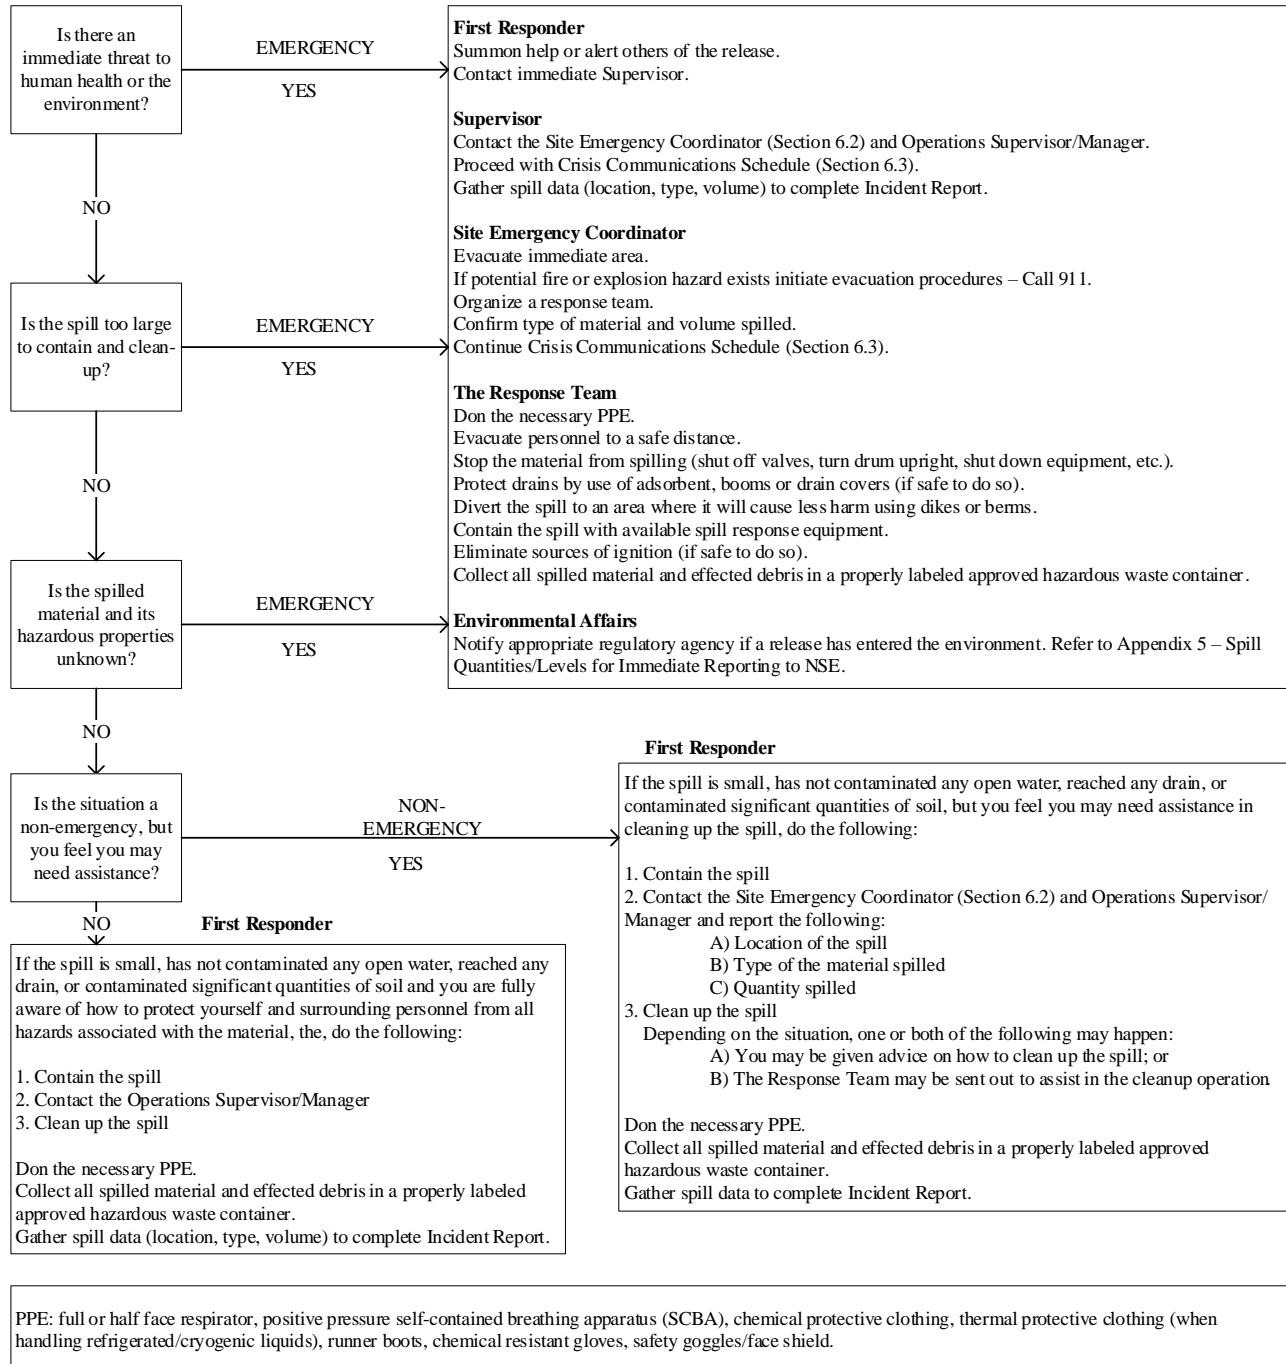 Is there an
immediate threat to
human health or the
environment?
EMERGENCY
YES
First Responder
Summon help or alert others of the release.
Contact immediate Supervisor.
Supervisor
Contact the Site Emergency Coordinator (Section 6.2) and Operations Supervisor/Manager.
Proceed with Crisis Communications Schedule (Section 6.3).
Gather spill data (location, type, volume) to complete Incident Report.
Site Emergency Coordinator
Evacuate immediate area.
If potential fire or explosion hazard exists initiate evacuation procedures – Call 911.
Organize a response team.
Confirm type of material and volume spilled.
Continue Crisis Communications Schedule (Section 6.3).
The Response Team
Don the necessary PPE.
Evacuate personnel to a safe distance.
Stop the material from spilling (shut off valves, turn drum upright, shut down equipment, etc.).
Protect drains by use of adsorbent, booms or drain covers (if safe to do so).
Divert the spill to an area where it will cause less harm using dikes or berms.
Contain the spill with available spill response equipment.
Eliminate sources of ignition (if safe to do so).
Collect all spilled material and effected debris in a properly labeled approved hazardous waste container.
Environmental Affairs
Notify appropriate regulatory agency if a release has entered the environment. Refer to Appendix 5 – Spill
Quantities/Levels for Immediate Reporting to NSE.
NO
Is the spill too large
to contain and clean-
up?
EMERGENCY
YES
NO
Is the spilled
material and its
hazardous properties
unknown?
EMERGENCY
YES
NO
Is the situation a
non-emergency, but
you feel you may
need assistance?
NON-
EMERGENCY
YES
First Responder
If the spill is small, has not contaminated any open water, reached any drain, or
contaminated significant quantities of soil, but you feel you may need assistance in
cleaning up the spill, do the following:
1. Contain the spill
2. Contact the Site Emergency Coordinator (Section 6.2) and Operations Supervisor/
Manager and report the following:
A) Location of the spill
B) Type of the material spilled
C) Quantity spilled
3. Clean up the spill
Depending on the situation, one or both of the following may happen:
A) You may be given advice on how to clean up the spill; or
B) The Response Team may be sent out to assist in the cleanup operation.
Don the necessary PPE.
Collect all spilled material and effected debris in a properly labeled approved
hazardous waste container.
Gather spill data to complete Incident Report.
NO
First Responder
If the spill is small, has not contaminated any open water, reached any
drain, or contaminated significant quantities of soil and you are fully
aware of how to protect yourself and surrounding personnel from all
hazards associated with the material, the, do the following:
1. Contain the spill
2. Contact the Operations Supervisor/Manager
3. Clean up the spill
Don the necessary PPE.
Collect all spilled material and effected debris in a properly labeled
approved hazardous waste container.
Gather spill data (location, type, volume) to complete Incident Report.
PPE: full or half face respirator, positive pressure self-contained breathing apparatus (SCBA), chemical protective clothing, thermal protective clothing (when
handling refrigerated/cryogenic liquids), runner boots, chemical resistant gloves, safety goggles/face shield.